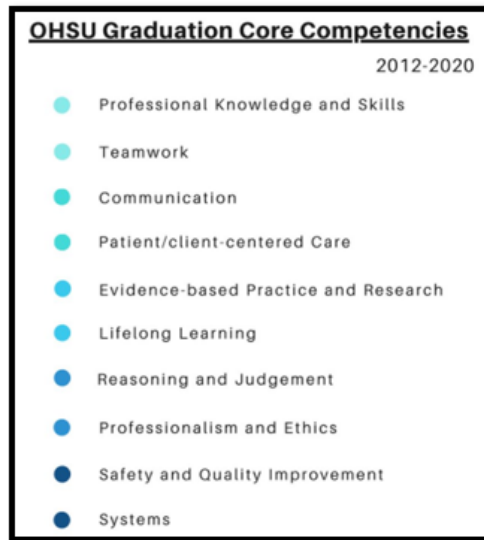 OHSU Graduation Core Competencies
2012-2020
Professional Knowledge and Skills
Teamwork
Communication
Patient/client-centered Care
Evidence-based Practice and Research
Lifelong Learning
Reasoning and Judgement
Professionalism and Ethics
Safety and Quality Improvement
Systems